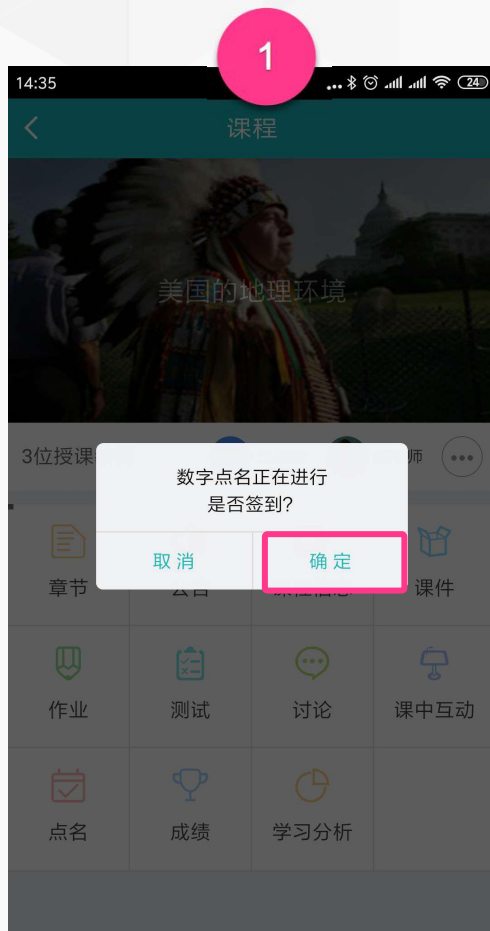 1
14:35
24
课程
美国的地理环境
3位授课
师
数字点名正在进行
是否签到?
取消
确定
章节
课件
作业
测试
讨论
课中互动
点名
成绩
学习分析